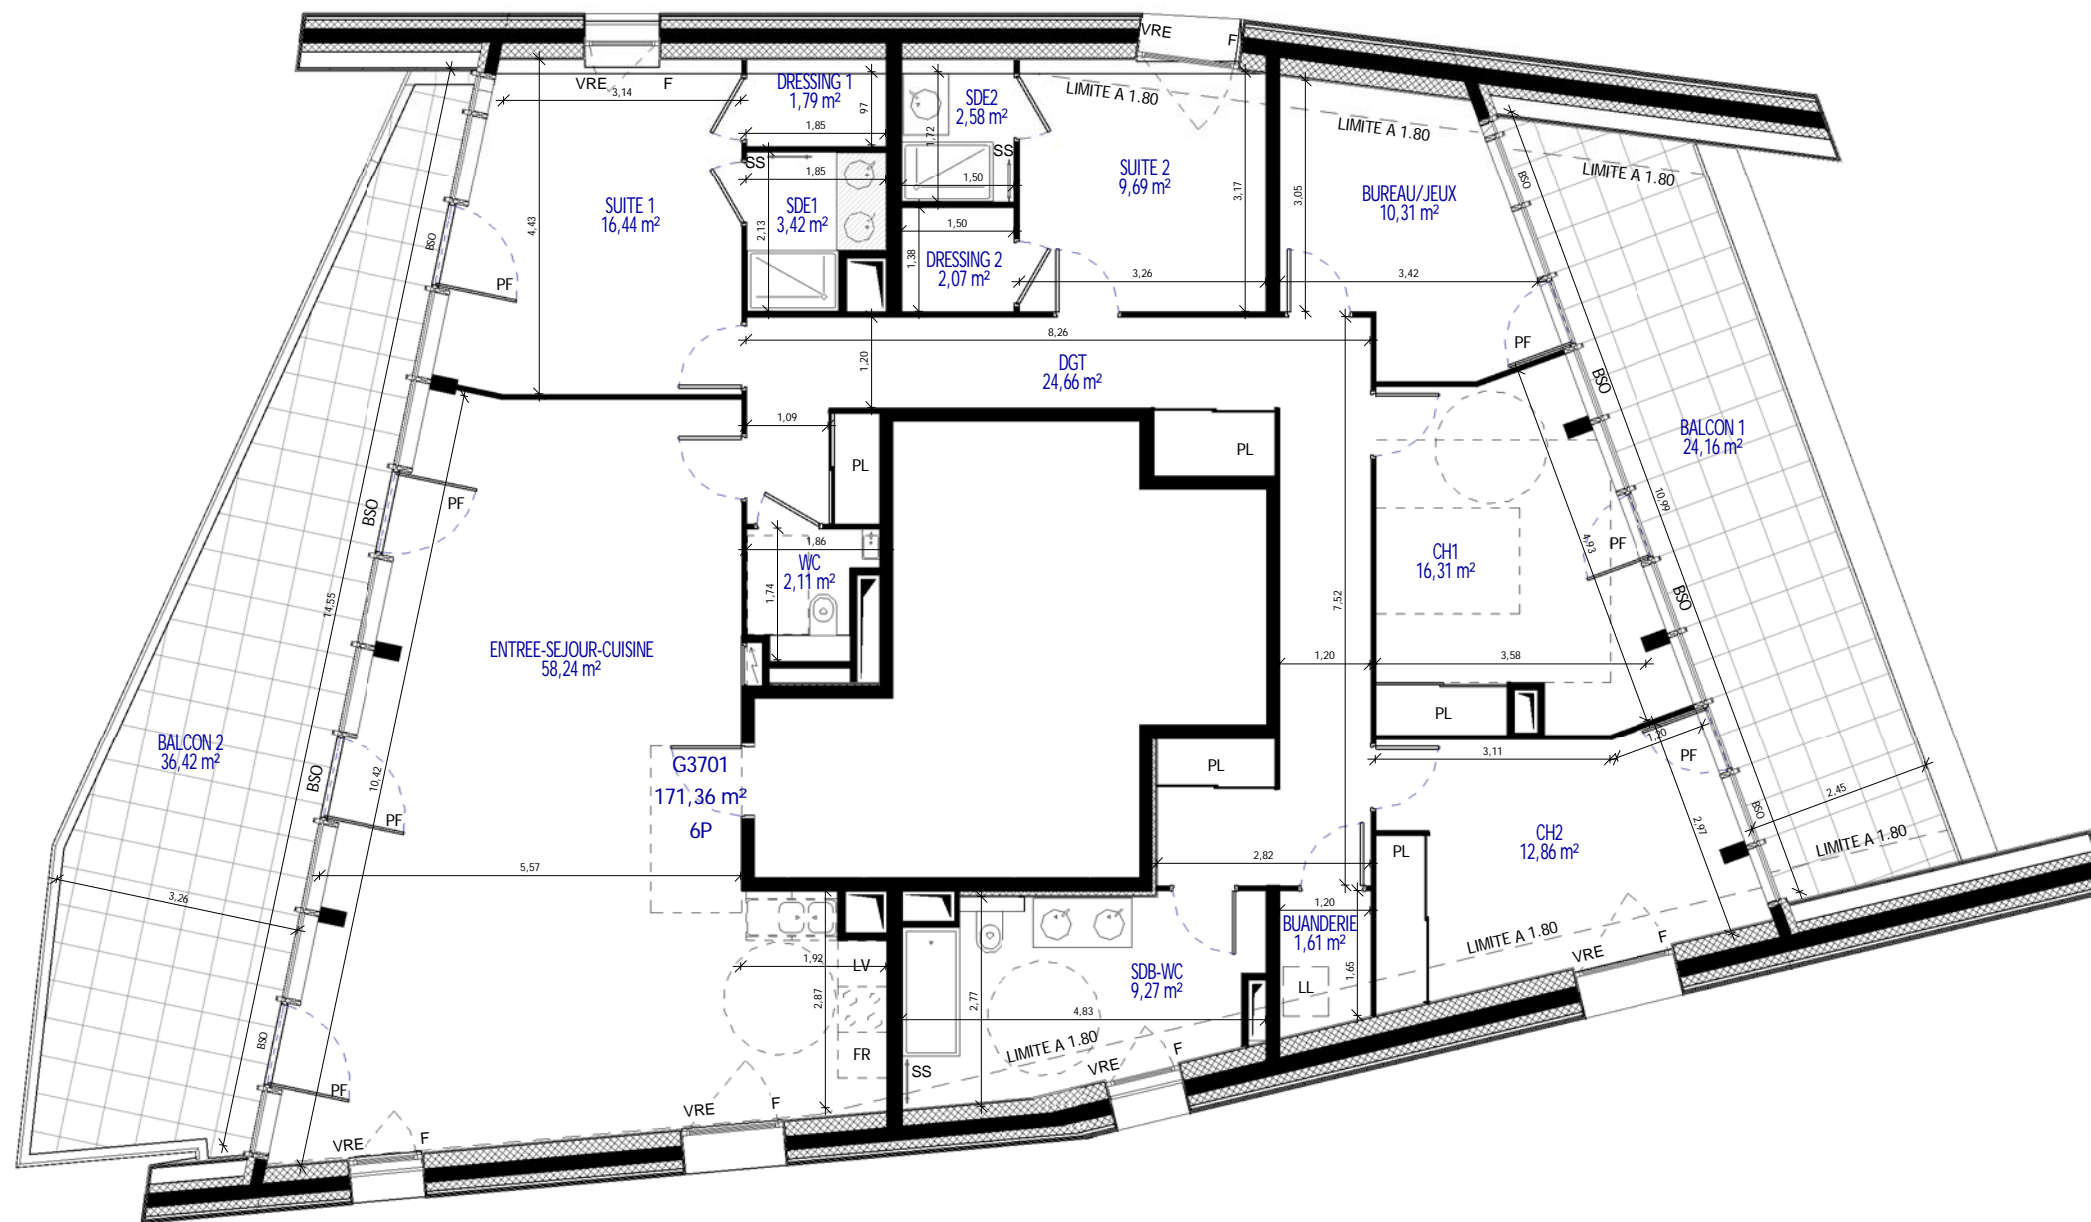 VRE
F
VRE
F
3,14
DRESSING 1
1,79 m²
97
1,85
SS
1,85
SDE1
3,42 m²
2,13
SUITE 1
16,44 m²
4,43
BSO
PF
SDE2
2,58 m²
1,72
SS
1,50
1,50
DRESSING 2
2,07 m²
1,38
LIMITE A 1.80
SUITE 2
9,69 m²
3,17
3,26
LIMITE A 1.80
BUREAU/JEUX
10,31 m²
3,05
3,42
BSO
LIMITE A 1.80
PF
BSO
8,26
DGT
24,66 m²
1,20
1,09
PL
PL
BALCON 1
24,16 m²
10,99
BSO
PF
4,93
CH1
16,31 m²
7,52
1,20
3,58
PL
WC
2,11 m²
1,86
1,74
ENTREE-SEJOUR-CUISINE
58,24 m²
PF
BSO
14,55
BALCON 2
36,42 m²
BSO
10,42
PF
G3701
171,36 m²
6P
5,57
3,26
PL
3,11
1,20
PF
2,45
BSO
2,97
CH2
12,86 m²
LIMITE A 1.80
PL
2,82
1,20
BUANDERIE
1,61 m²
1,65
LL
SDB-WC
9,27 m²
2,77
4,83
LIMITE A 1.80
SS
VRE
F
LIMITE A 1.80
VRE
F
1,92
LV
2,87
FR
BSO
PF
VRE
F
VRE
F